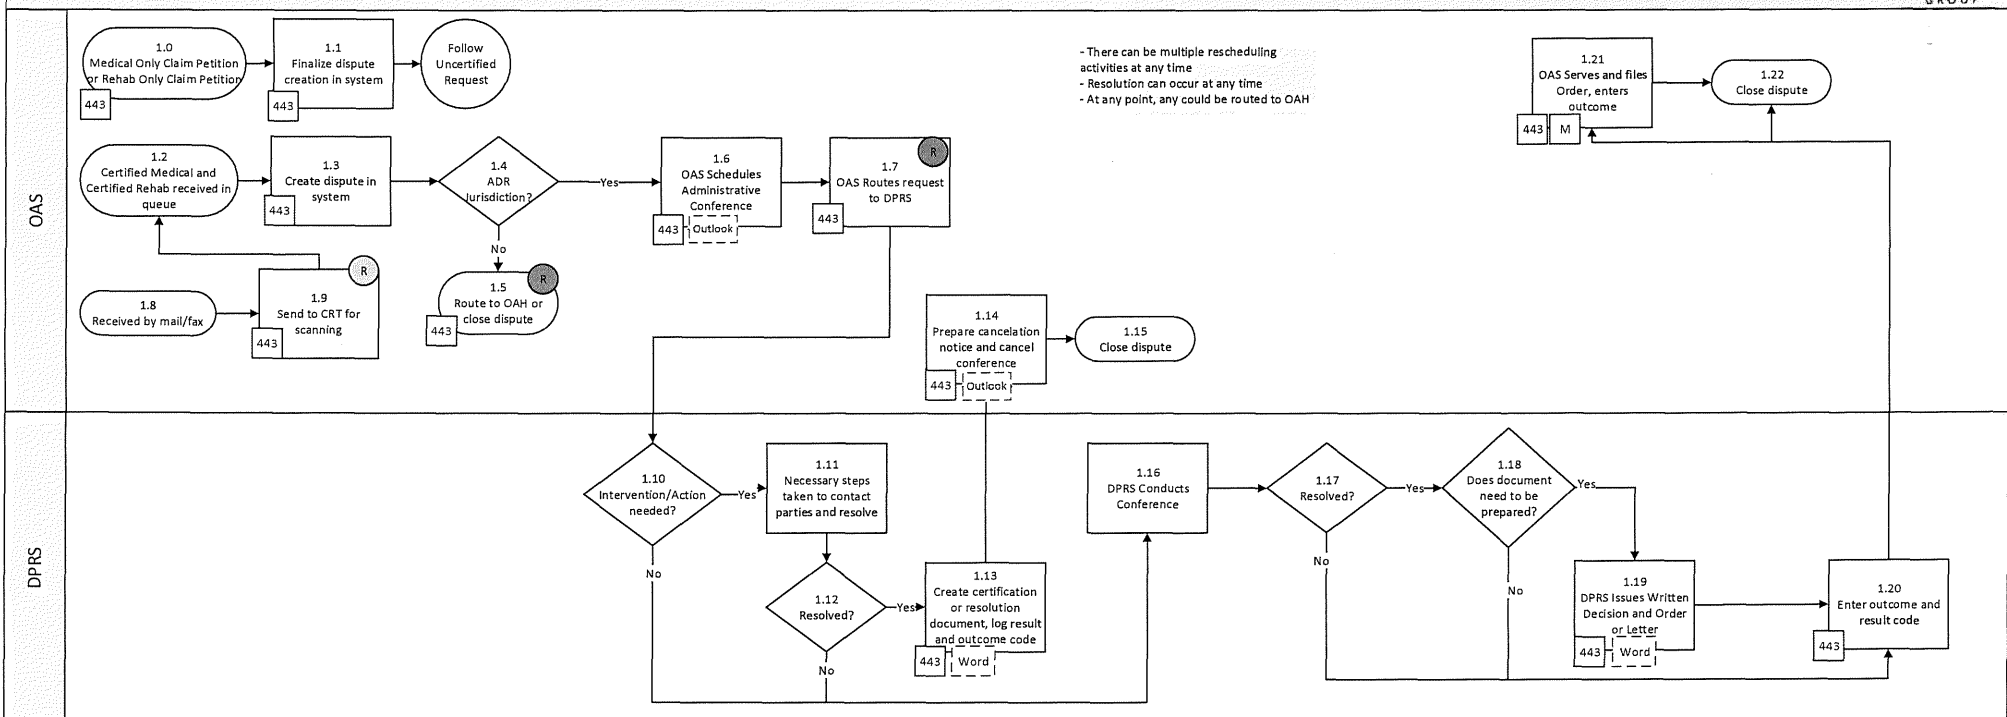 GROUP
OAS
1.0
Medical Only Claim Petition
or Rehab Only Claim Petition
443
1.1
Finalize dispute
creation in system
443
Follow
Uncertified
Request
- There can be multiple rescheduling
activities at any time
- Resolution can occur at any time
- At any point, any could be routed to OAH
1.21
OAS Serves and files
Order, enters
outcome
443
M
1.22
Close dispute
1.2
Certified Medical and
Certified Rehab received in
queue
1.3
Create dispute in
system
443
1.4
ADR
Jurisdiction?
Yes
No
1.6
OAS Schedules
Administrative
Conference
443
Outlook
R
1.7
OAS Routes request
to DPRS
443
1.8
Received by mail/fax
R
1.9
Send to CRT for
scanning
443
R
1.5
Route to OAH or
close dispute
443
1.14
Prepare cancelation
notice and cancel
conference
443
Outlook
1.15
Close dispute
DPRS
1.10
Intervention/Action
needed?
Yes
No
1.11
Necessary steps
taken to contact
parties and resolve
1.12
Resolved?
Yes
No
1.13
Create certification
or resolution
document, log result
and outcome code
443
Word
1.16
DPRS Conducts
Conference
1.17
Resolved?
Yes
No
1.18
Does document
need to be
prepared?
Yes
No
1.19
DPRS Issues Written
Decision and Order
or Letter
443
Word
1.20
Enter outcome and
result code
443